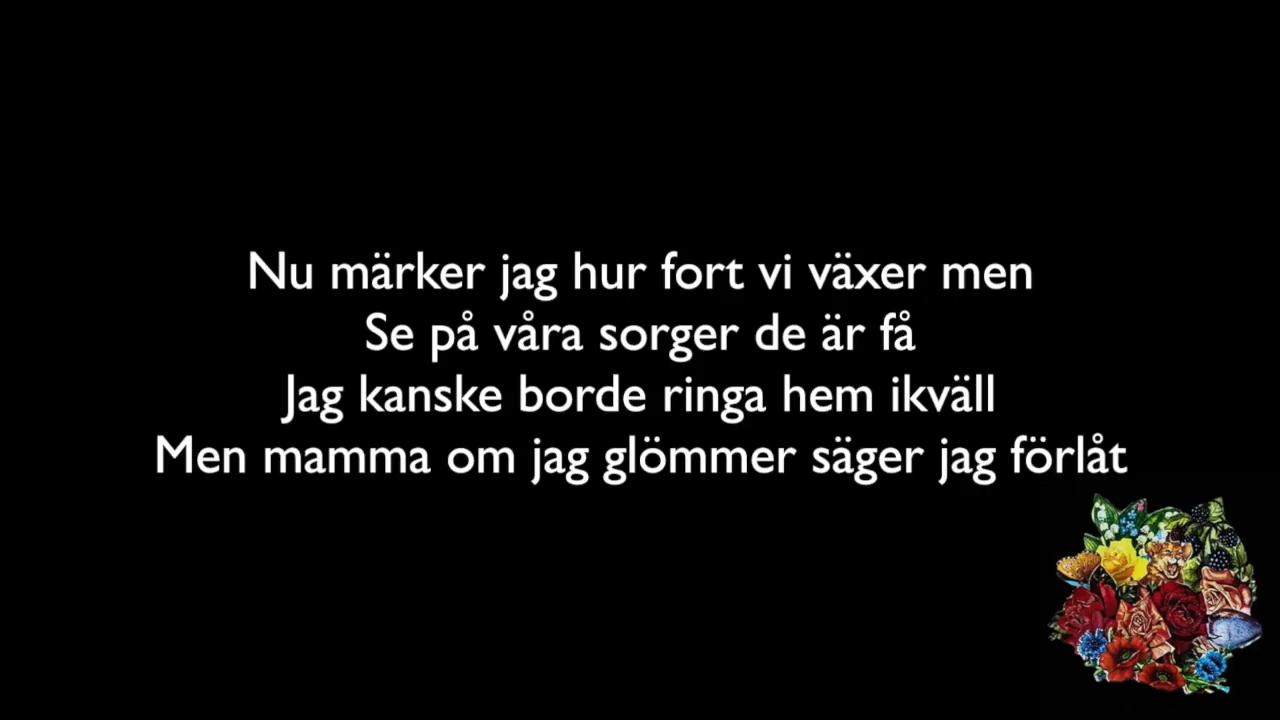 Nu märker jag hur fort vi växer men
Se på våra sorger de är få
Jag kanske borde ringa hem ikväll
Men mamma om jag glömmer säger jag förlåt